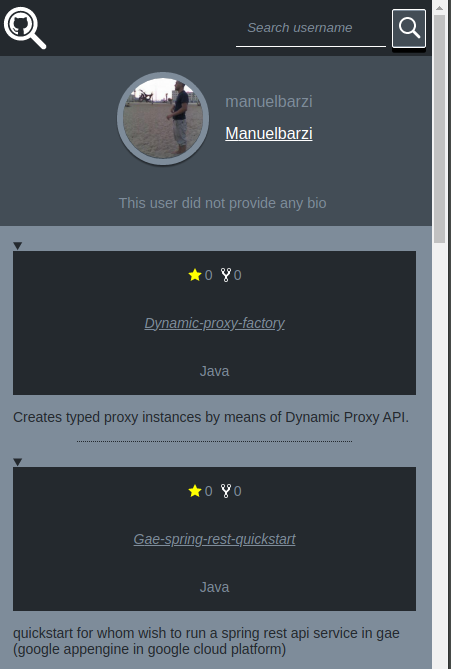 Search username
manuelbarzi
Manuelbarzi
This user did not provide any bio
0 0
Dynamic-proxy-factory
Java
Creates typed proxy instances by means of Dynamic Proxy API.
0 0
Gae-spring-rest-quickstart
Java
quickstart for whom wish to run a spring rest api service in gae
(google appengine in google cloud platform)